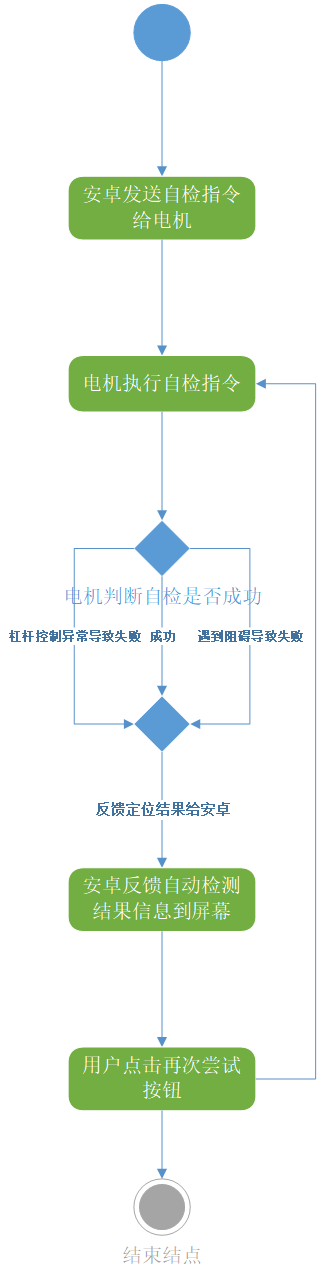 安卓发送自检指令
给电机
电机执行自检指令
电机判断自检是否成功
杠杆控制异常导致失败 成功 遇到阻碍导致失败
反馈定位结果给安卓
安卓反馈自动检测
结果信息到屏幕
用户点击再次尝试
按钮
结束结点